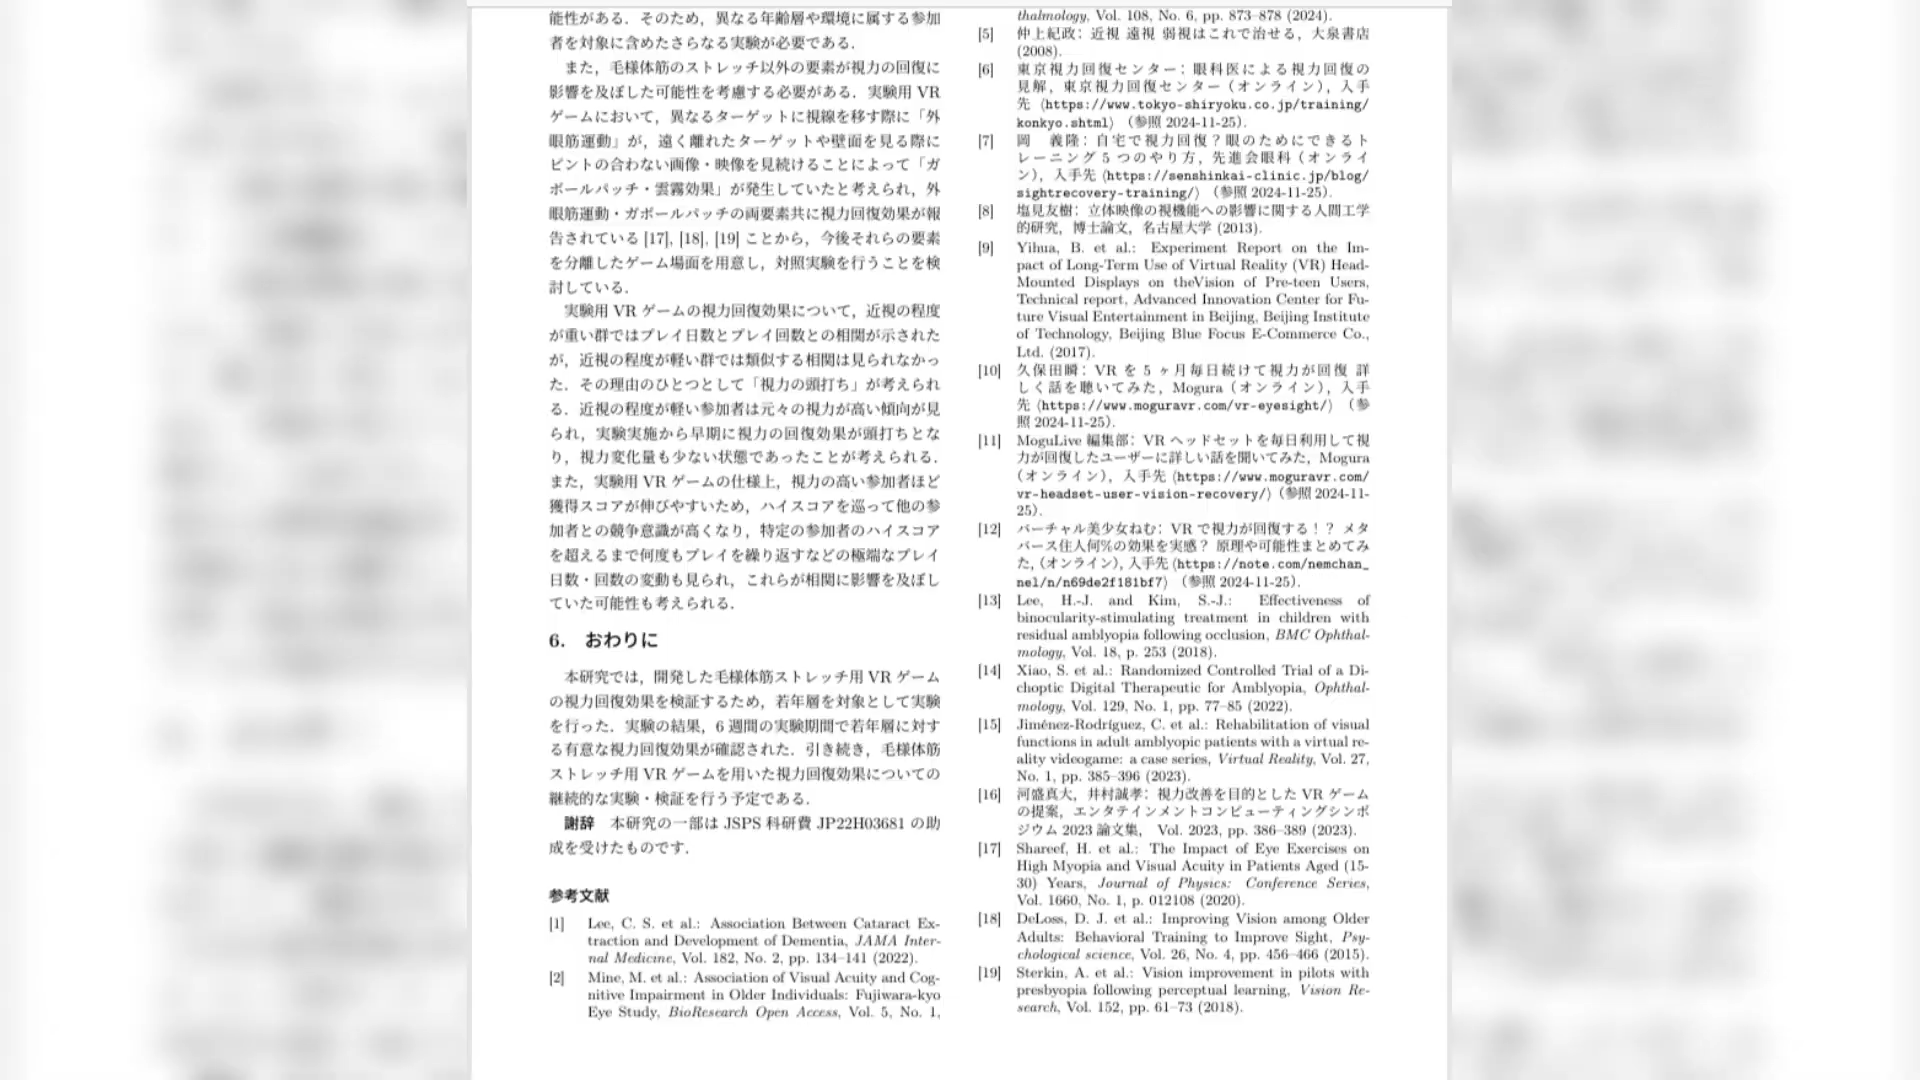 能性がある．そのため，異なる年齢層や環境に属する参加
者を対象に含めたさらなる実験が必要である．
また，毛様体筋のストレッチ以外の要素が視力の回復に
影響を及ぼした可能性を考慮する必要がある．実験用 VR
ゲームにおいて，異なるターゲットに視線を移す際に「外
眼筋運動」が，遠く離れたターゲットや壁面を見る際に
ピントの合わない画像・映像を見続けることによって「ガ
ボールパッチ・雲霧効果」が発生していたと考えられ，外
眼筋運動・ガボールパッチの両要素共に視力回復効果が報
告されている [17], [18], [19] ことから，今後それらの要素
を分離したゲーム場面を用意し，対照実験を行うことを検
討している．
実験用 VR ゲームの視力回復効果について，近視の程度
が重い群ではプレイ日数とプレイ回数との相関が示された
が，近視の程度が軽い群では類似する相関は見られなかっ
た．その理由のひとつとして「視力の頭打ち」が考えられ
る．近視の程度が軽い参加者は元々の視力が高い傾向が見
られ，実験実施から早期に視力の回復効果が頭打ちとな
り，視力変化量も少ない状態であったことが考えられる．
また，実験用 VR ゲームの仕様上，視力の高い参加者ほど
獲得スコアが伸びやすいため，ハイスコアを巡って他の参
加者との競争意識が高くなり，特定の参加者のハイスコア
を超えるまで何度もプレイを繰り返すなどの極端なプレイ
日数・回数の変動も見られ，これらが相関に影響を及ぼし
ていた可能性も考えられる．
6. おわりに
本研究では，開発した毛様体筋ストレッチ用 VR ゲーム
の視力回復効果を検証するため，若年層を対象として実験
を行った．実験の結果，6 週間の実験期間で若年層に対す
る有意な視力回復効果が確認された．引き続き，毛様体筋
ストレッチ用 VR ゲームを用いた視力回復効果についての
継続的な実験・検証を行う予定である．
謝辞 本研究の一部は JSPS 科研費 JP22H03681 の助
成を受けたものです．
参考文献
[1] Lee, C. S. et al.: Association Between Cataract Ex-
traction and Development of Dementia, JAMA Inter-
nal Medicine, Vol. 182, No. 2, pp. 134–141 (2022).
[2] Mine, M. et al.: Association of Visual Acuity and Cog-
nitive Impairment in Older Individuals: Fujiwara-kyo
Eye Study, BioResearch Open Access, Vol. 5, No. 1,
thalmology, Vol. 108, No. 6, pp. 873–878 (2024).
[5] 仲上紀政：近視 遠視 弱視はこれで治せる，大泉書店
(2008).
[6] 東京視力回復センター：眼科医による視力回復の
見解，東京視力回復センター（オンライン），入手
先 〈https://www.tokyo-shiryoku.co.jp/training/
konkyo.shtml〉（参照 2024-11-25）．
[7] 岡 義隆：自宅で視力回復？眼のためにできるト
レーニング 5 つのやり方，先進会眼科（オンライ
ン），入手先 〈https://senshinkai-clinic.jp/blog/
sightrecovery-training/〉（参照 2024-11-25）．
[8] 塩見友樹：立体映像の視機能への影響に関する人間工学
的研究，博士論文，名古屋大学 (2013).
[9] Yihua, B. et al.: Experiment Report on the Im-
pact of Long-Term Use of Virtual Reality (VR) Head-
Mounted Displays on theVision of Pre-teen Users,
Technical report, Advanced Innovation Center for Fu-
ture Visual Entertainment in Beijing, Beijing Institute
of Technology, Beijing Blue Focus E-Commerce Co.,
Ltd. (2017).
[10] 久保田瞬：VR を 5 ヶ月毎日続けて視力が回復 詳
しく話を聴いてみた，Mogura（オンライン），入手
先 〈https://www.moguravr.com/vr-eyesight/〉（参
照 2024-11-25）．
[11] MoguLive 編集部：VR ヘッドセットを毎日利用して視
力が回復したユーザーに詳しい話を聞いてみた，Mogura
（オンライン），入手先 〈https://www.moguravr.com/
vr-headset-user-vision-recovery/〉（参照 2024-11-
25）．
[12] バーチャル美少女ねむ：VR で視力が回復する！？ メタ
バース住人何％の効果を実感？ 原理や可能性まとめてみ
た，（オンライン），入手先 〈https://note.com/nemchan_
nel/n/n69de2f181bf7〉（参照 2024-11-25）．
[13] Lee, H.-J. and Kim, S.-J.: Effectiveness of
binocularity-stimulating treatment in children with
residual amblyopia following occlusion, BMC Ophthal-
mology, Vol. 18, p. 253 (2018).
[14] Xiao, S. et al.: Randomized Controlled Trial of a Di-
choptic Digital Therapeutic for Amblyopia, Ophthal-
mology, Vol. 129, No. 1, pp. 77–85 (2022).
[15] Jiménez-Rodríguez, C. et al.: Rehabilitation of visual
functions in adult amblyopic patients with a virtual re-
ality videogame: a case series, Virtual Reality, Vol. 27,
No. 1, pp. 385–396 (2023).
[16] 河盛真大，井村誠孝：視力改善を目的とした VR ゲーム
の提案，エンタテインメントコンピューティングシンポ
ジウム 2023 論文集， Vol. 2023, pp. 386–389 (2023).
[17] Shareef, H. et al.: The Impact of Eye Exercises on
High Myopia and Visual Acuity in Patients Aged (15-
30) Years, Journal of Physics: Conference Series,
Vol. 1660, No. 1, p. 012108 (2020).
[18] DeLoss, D. J. et al.: Improving Vision among Older
Adults: Behavioral Training to Improve Sight, Psy-
chological science, Vol. 26, No. 4, pp. 456–466 (2015).
[19] Sterkin, A. et al.: Vision improvement in pilots with
presbyopia following perceptual learning, Vision Re-
search, Vol. 152, pp. 61–73 (2018).